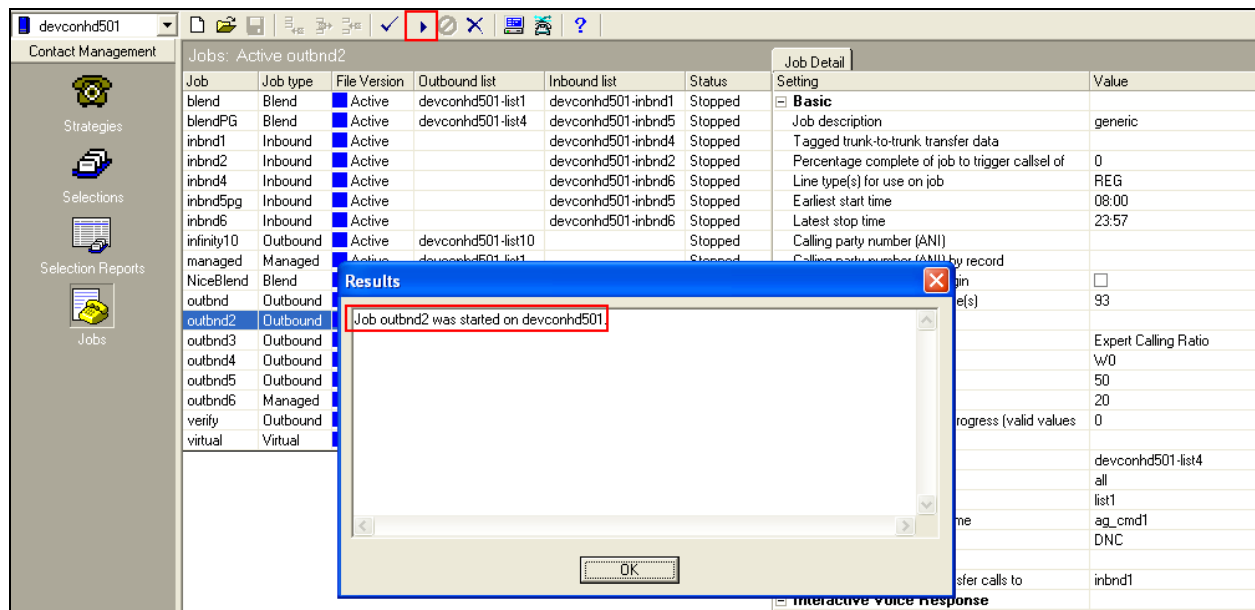 devconhd501
Contact Management
Strategies
Selections
Selection Reports
Jobs
Jobs: Active outbnd2
Job Job type File Version Outbound list Inbound list Status
blend Blend Active devconhd501-list1 devconhd501-inbnd1 Stopped
blendPG Blend Active devconhd501-list4 devconhd501-inbnd5 Stopped
inbnd1 Inbound Active devconhd501-inbnd4 Stopped
inbnd2 Inbound Active devconhd501-inbnd2 Stopped
inbnd4 Inbound Active devconhd501-inbnd6 Stopped
inbnd5pg Inbound Active devconhd501-inbnd6 Stopped
inbnd6 Inbound Active devconhd501-inbnd6 Stopped
infinity10 Outbound Active devconhd501-list10 Stopped
managed Managed Active devconhd501-list1 Stopped
NiceBlend Blend
outbnd Outbound
outbnd2 Outbound
outbnd3 Outbound
outbnd4 Outbound
outbnd5 Outbound
outbnd6 Managed
verify Outbound
virtual Virtual
Results
Job outbnd2 was started on devconhd501.
OK
Job Detail
Setting Value
Basic
Job description generic
Tagged trunk-to-trunk transfer data
Percentage complete of job to trigger callsel of 0
Line type(s) for use on job REG
Earliest start time 08:00
Latest stop time 23:57
Calling party number (ANI)
Calling party number (ANI) by record
gin
e(s) 93
Expert Calling Ratio
W0
50
20
rogress (valid values 0
devconhd501-list4
all
list1
me ag_cmd1
DNC
sfer calls to inbnd1
Interactive Voice Response